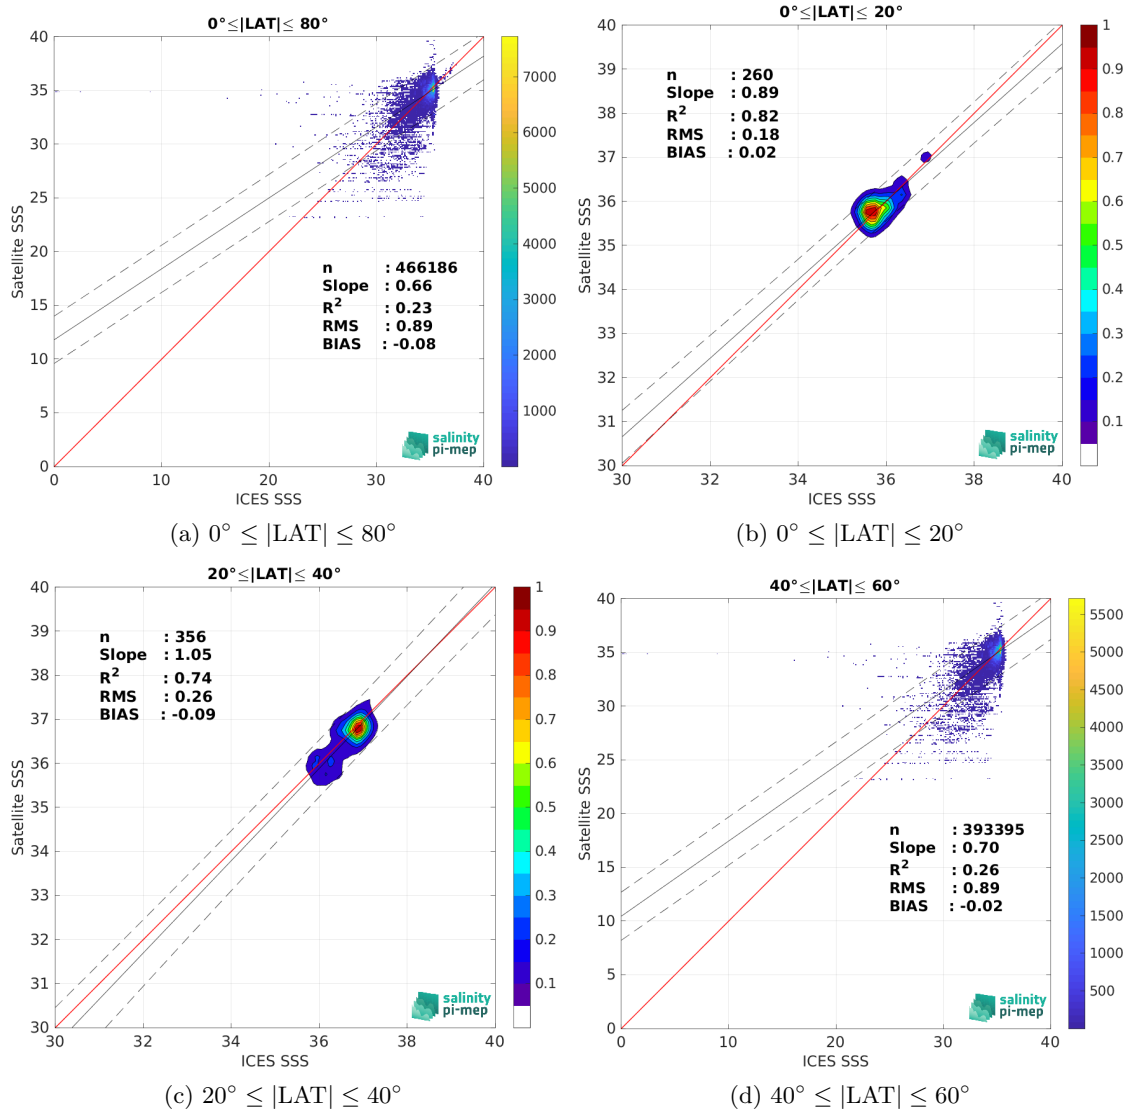 0°≤|LAT|≤ 80°
40
35
30
25
20
15
10
5
0
0
10
20
30
40
Satellite SSS
ICES SSS
n : 466186
Slope : 0.66
R² : 0.23
RMS : 0.89
BIAS : -0.08
7000
6000
5000
4000
3000
2000
1000
salinity
pi-mep
(a) 0° ≤ |LAT| ≤ 80°
0°≤|LAT|≤ 20°
40
39
38
37
36
35
34
33
32
31
30
30
32
34
36
38
40
Satellite SSS
ICES SSS
n : 260
Slope : 0.89
R² : 0.82
RMS : 0.18
BIAS : 0.02
1
0.9
0.8
0.7
0.6
0.5
0.4
0.3
0.2
0.1
salinity
pi-mep
(b) 0° ≤ |LAT| ≤ 20°
20°≤|LAT|≤ 40°
40
39
38
37
36
35
34
33
32
31
30
30
32
34
36
38
40
Satellite SSS
ICES SSS
n : 356
Slope : 1.05
R² : 0.74
RMS : 0.26
BIAS : -0.09
1
0.9
0.8
0.7
0.6
0.5
0.4
0.3
0.2
0.1
salinity
pi-mep
(c) 20° ≤ |LAT| ≤ 40°
40°≤|LAT|≤ 60°
40
35
30
25
20
15
10
5
0
0
10
20
30
40
Satellite SSS
ICES SSS
n : 393395
Slope : 0.70
R² : 0.26
RMS : 0.89
BIAS : -0.02
5500
5000
4500
4000
3500
3000
2500
2000
1500
1000
500
salinity
pi-mep
(d) 40° ≤ |LAT| ≤ 60°